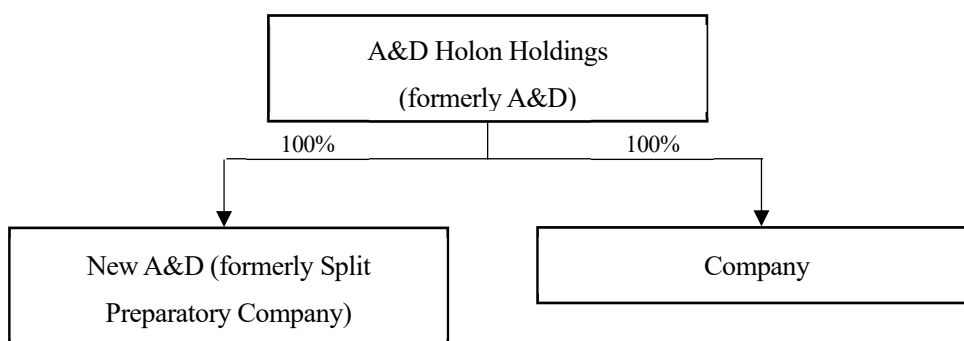 A&D Holon Holdings
(formerly A&D)
100%
100%
New A&D (formerly Split
Preparatory Company)
Company